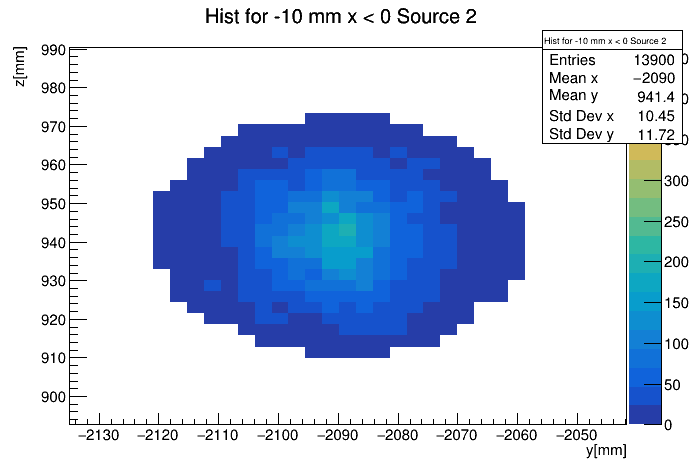 Hist for -10 mm x < 0 Source 2
z[mm]
990
980
970
960
950
940
930
920
910
900
Hist for -10 mm x < 0 Source 2
Entries 13900
Mean x −2090
Mean y 941.4
Std Dev x 10.45
Std Dev y 11.72
300
250
200
150
100
50
0
−2130 −2120 −2110 −2100 −2090 −2080 −2070 −2060 −2050
y[mm]